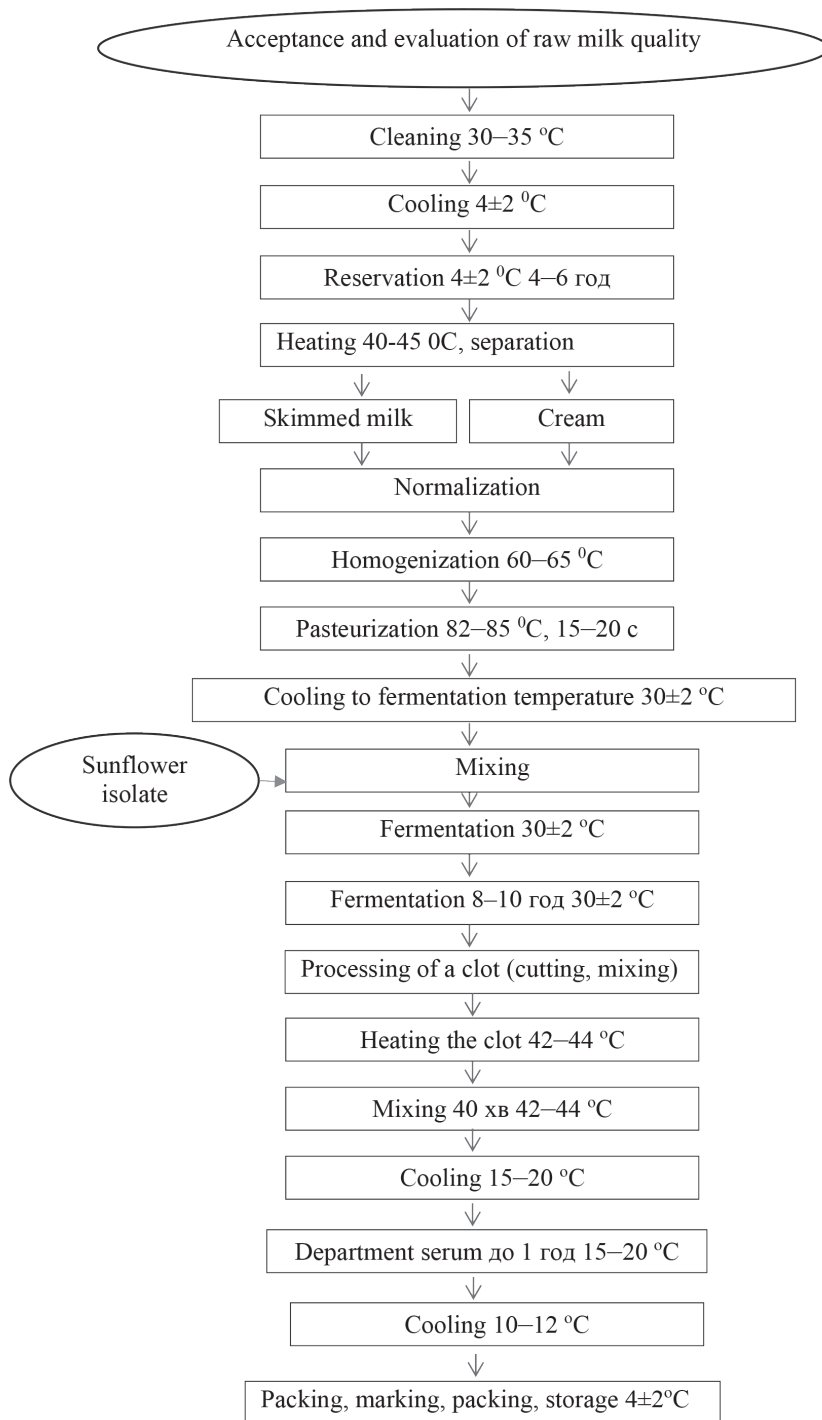 Acceptance and evaluation of raw milk quality
Cleaning 30–35 ºC
Cooling 4±2 ⁰C
Reservation 4±2 ⁰C 4–6 год
Heating 40-45 0C, separation
Skimmed milk
Cream
Normalization
Homogenization 60–65 ⁰C
Pasteurization 82–85 ⁰C, 15–20 с
Cooling to fermentation temperature 30±2 ºC
Sunflower
isolate
Mixing
Fermentation 30±2 ºC
Fermentation 8–10 год 30±2 ºC
Processing of a clot (cutting, mixing)
Heating the clot 42–44 ºC
Mixing 40 хв 42–44 ºC
Cooling 15–20 ºC
Department serum до 1 год 15–20 ºC
Cooling 10–12 ºC
Packing, marking, packing, storage 4±2ºC